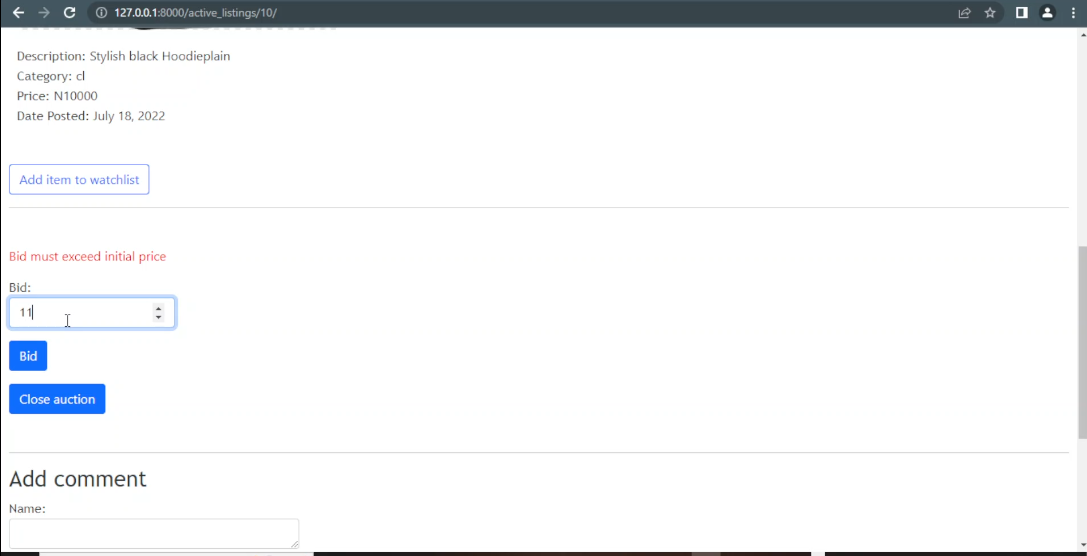 127.0.0.1:8000/active_listings/10/
Description: Stylish black Hoodieplain
Category: cl
Price: N10000
Date Posted: July 18, 2022
Add item to watchlist
Bid must exceed initial price
Bid:
11
Bid
Close auction
Add comment
Name: